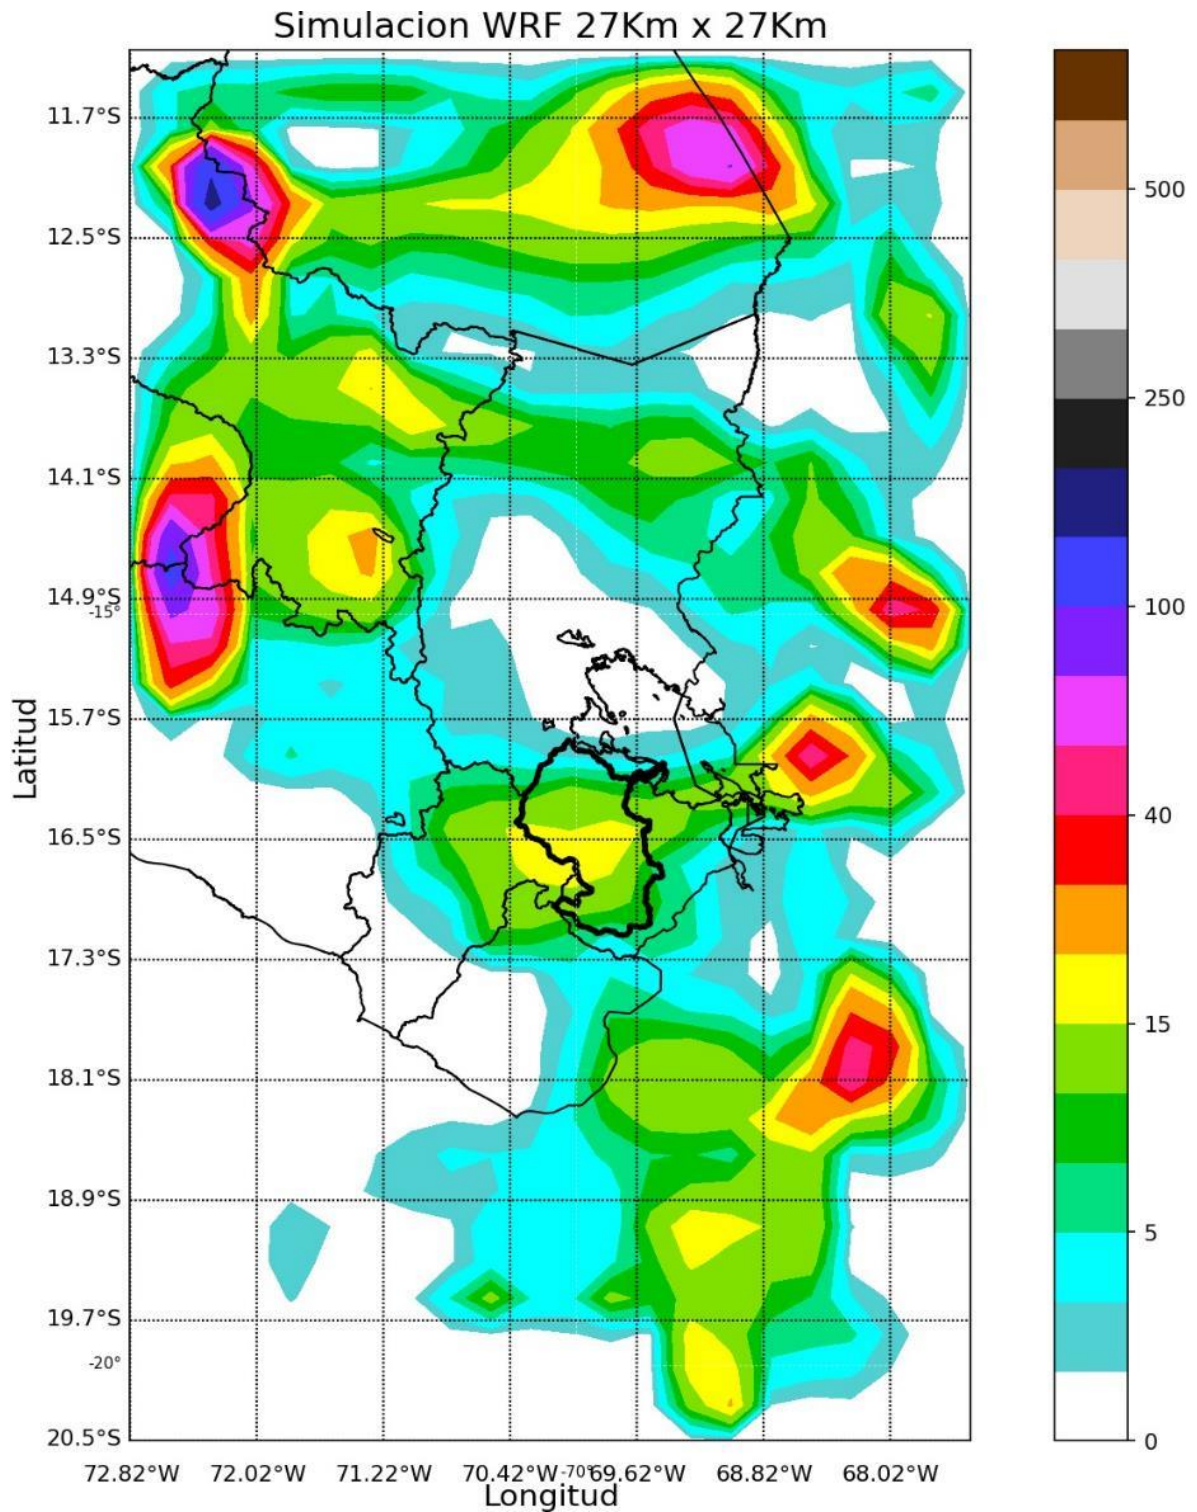 Simulacion WRF 27Km x 27Km
11.7°S
12.5°S
13.3°S
14.1°S
14.9°S
-15°
15.7°S
16.5°S
17.3°S
18.1°S
18.9°S
19.7°S
-20°
20.5°S
Latitud
72.82°W 72.02°W 71.22°W 70.42°W -70° 69.62°W 68.82°W 68.02°W
Longitud
500
250
100
40
15
5
0